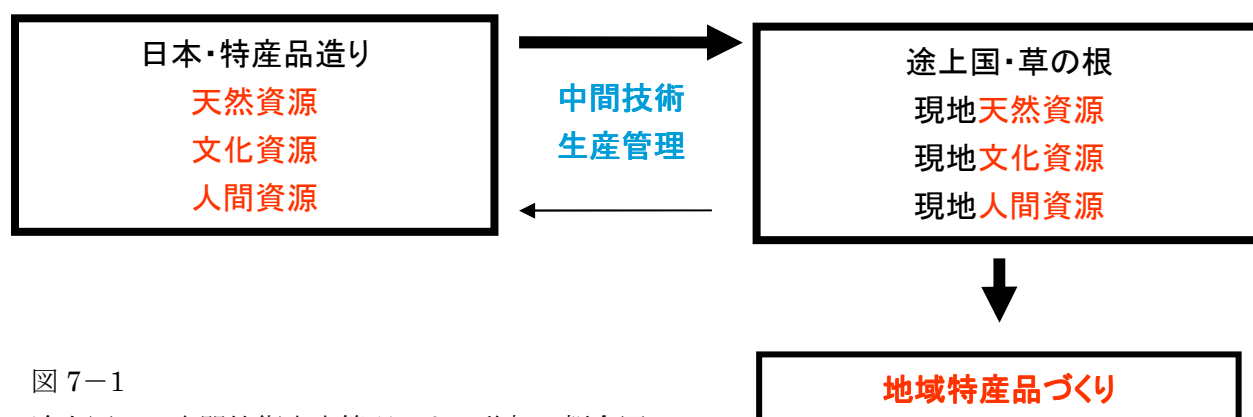 日本・特産品造り
天然資源
文化資源
人間資源
中間技術
生産管理
途上国・草の根
現地天然資源
現地文化資源
現地人間資源
図 7－1
地域特産品づくり